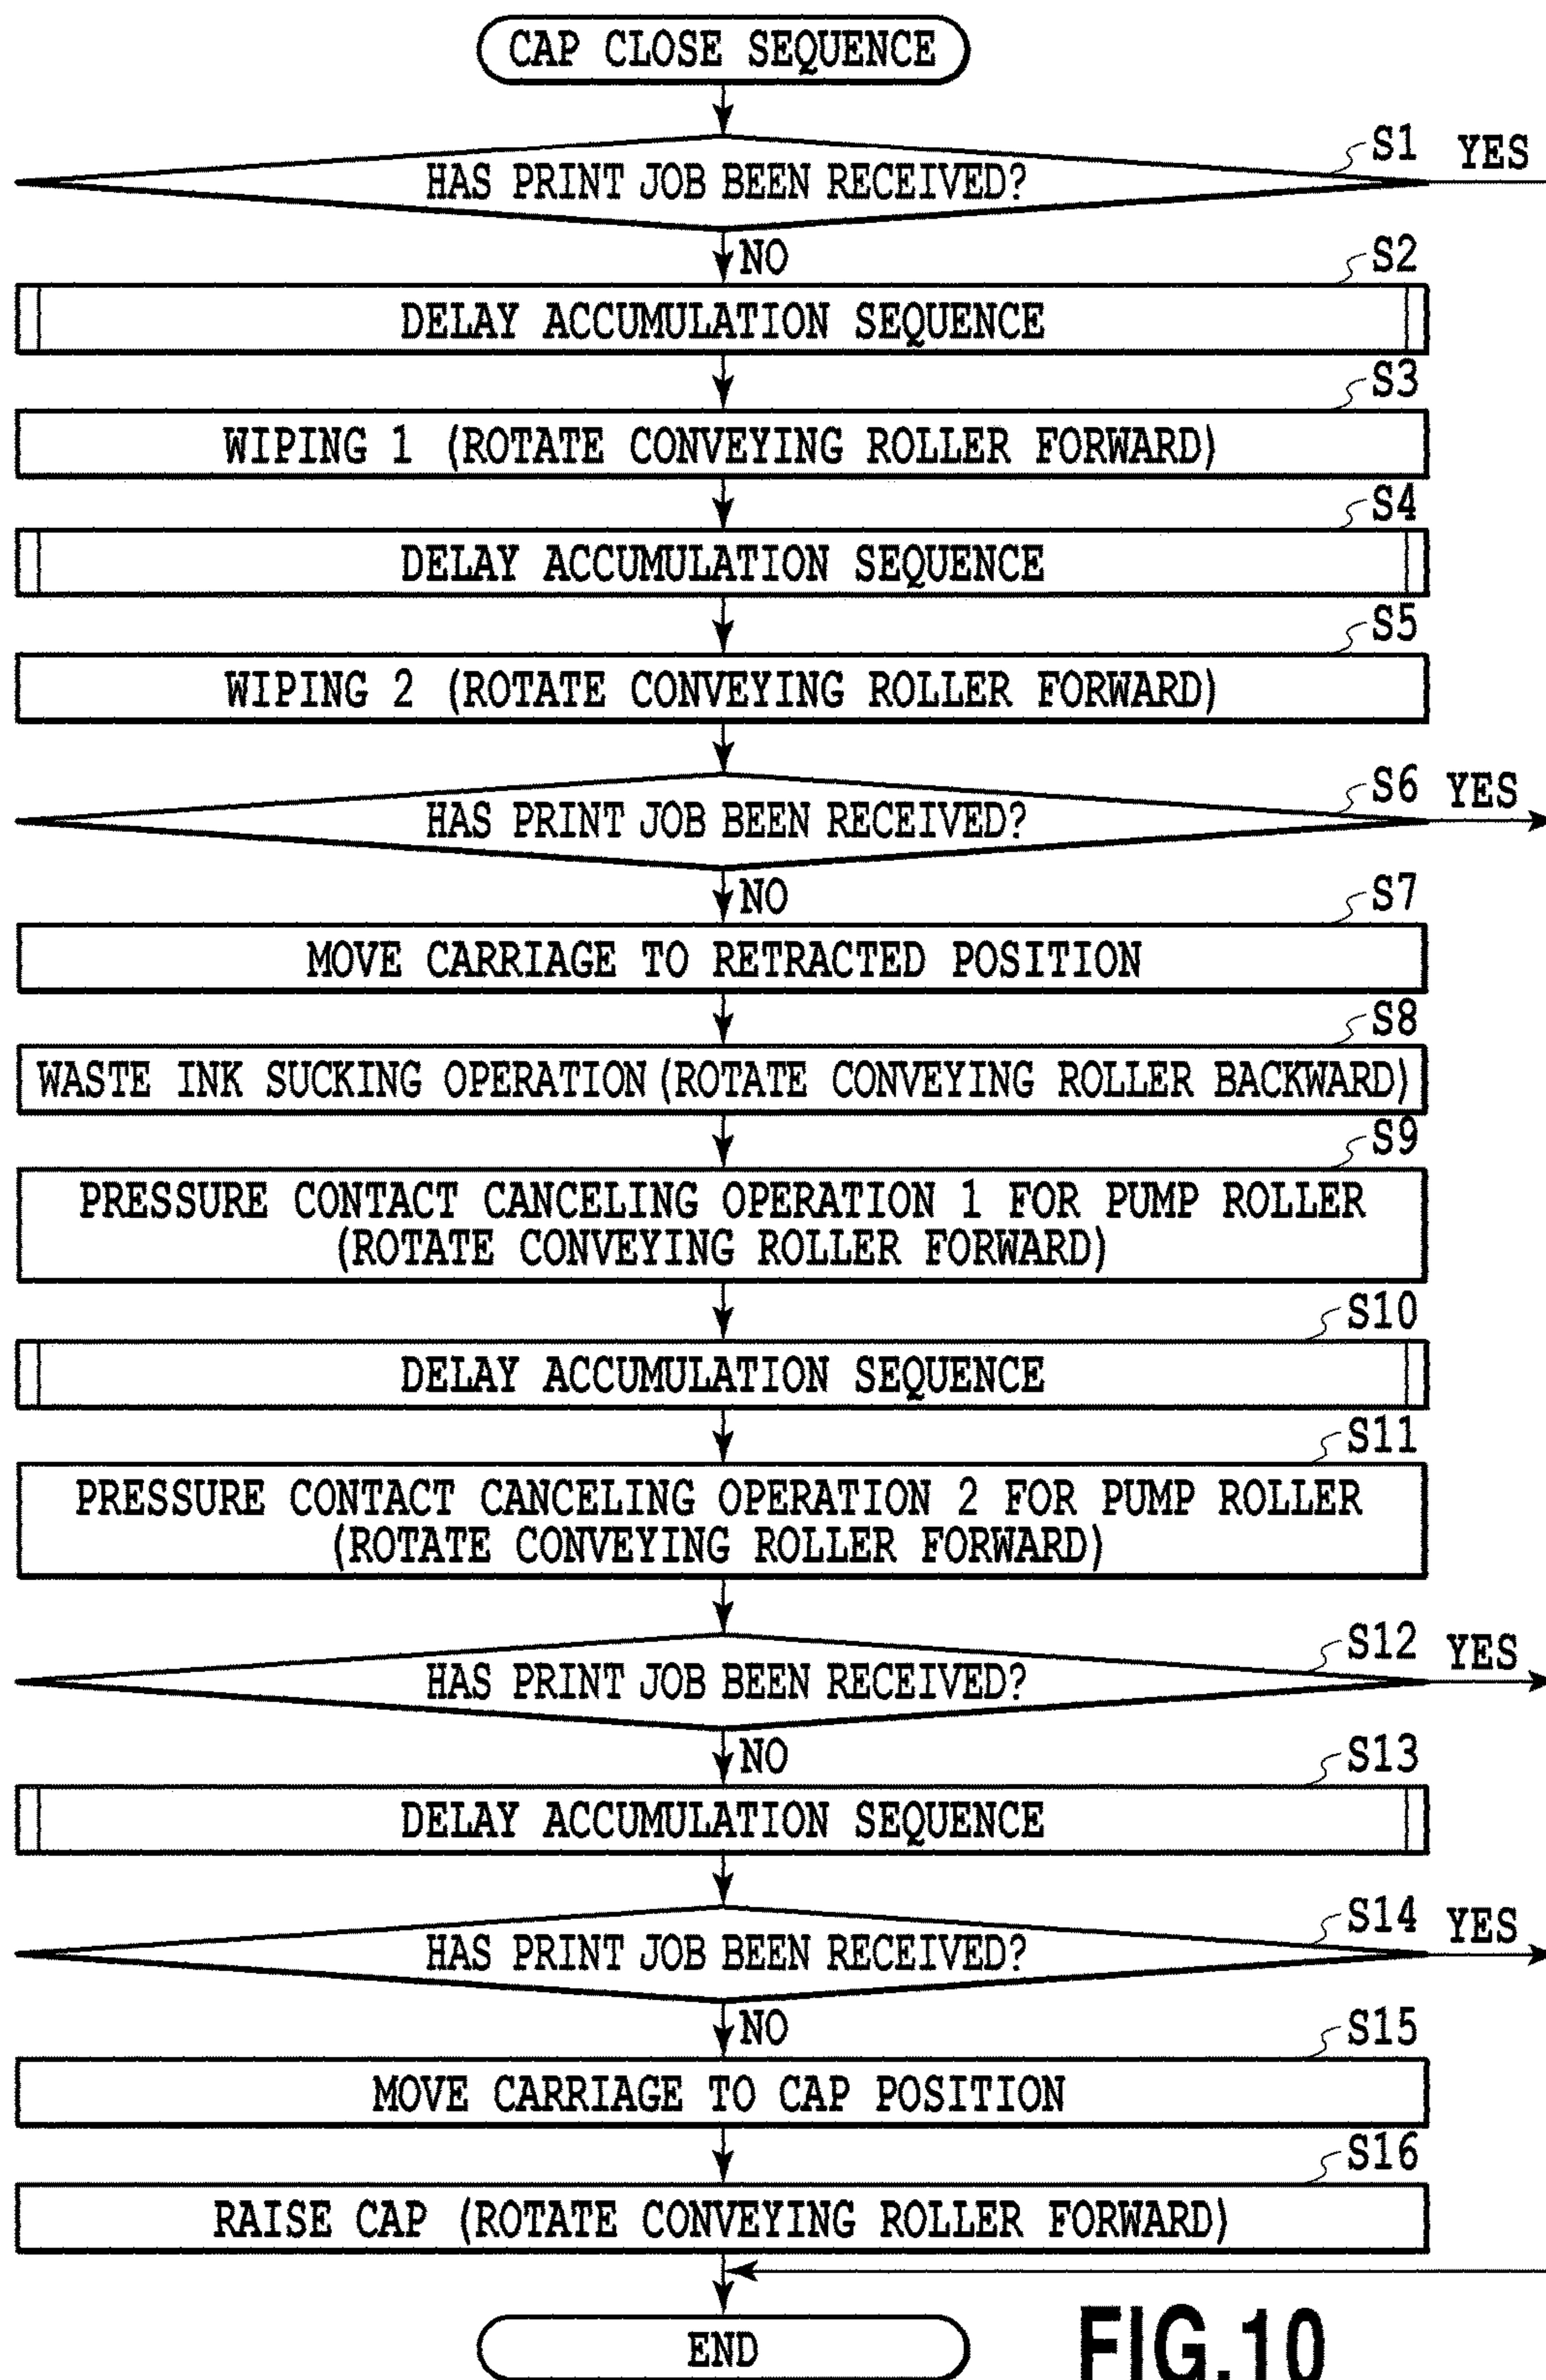 CAP CLOSE SEQUENCE
HAS PRINT JOB BEEN RECEIVED?
S1
YES
NO
S2
DELAY ACCUMULATION SEQUENCE
S3
WIPING 1 (ROTATE CONVEYING ROLLER FORWARD)
S4
DELAY ACCUMULATION SEQUENCE
S5
WIPING 2 (ROTATE CONVEYING ROLLER FORWARD)
S6
YES
HAS PRINT JOB BEEN RECEIVED?
NO
S7
MOVE CARRIAGE TO RETRACTED POSITION
S8
WASTE INK SUCKING OPERATION (ROTATE CONVEYING ROLLER BACKWARD)
S9
PRESSURE CONTACT CANCELING OPERATION 1 FOR PUMP ROLLER
(ROTATE CONVEYING ROLLER FORWARD)
S10
DELAY ACCUMULATION SEQUENCE
S11
PRESSURE CONTACT CANCELING OPERATION 2 FOR PUMP ROLLER
(ROTATE CONVEYING ROLLER FORWARD)
S12
YES
HAS PRINT JOB BEEN RECEIVED?
NO
S13
DELAY ACCUMULATION SEQUENCE
S14
YES
HAS PRINT JOB BEEN RECEIVED?
NO
S15
MOVE CARRIAGE TO CAP POSITION
S16
RAISE CAP (ROTATE CONVEYING ROLLER FORWARD)
END
FIG.10